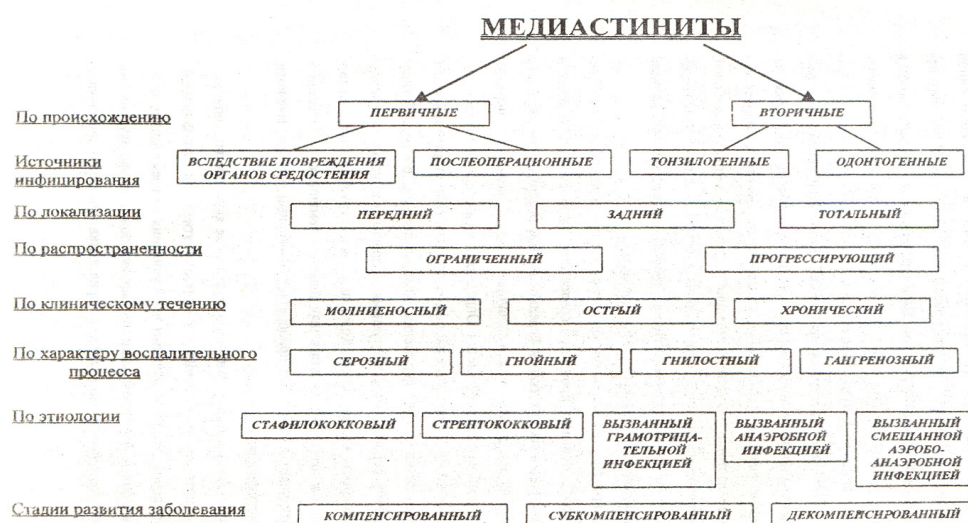 МЕДИАСТИНИТЫ
По происхождению
ПЕРВИЧНЫЕ
ВТОРИЧНЫЕ
Источники
инфицирования
ВСЛЕДСТВИЕ ПОВРЕЖДЕНИЯ
ОРГАНОВ СРЕДОСТЕНИЯ
ПОСЛЕОПЕРАЦИОННЫЕ
ТОНЗИЛОГЕННЫЕ
ОДОНТОГЕННЫЕ
По локализации
ПЕРЕДНИЙ
ЗАДНИЙ
ТОТАЛЬНЫЙ
По распространенности
ОГРАНИЧЕННЫЙ
ПРОГРЕССИРУЮЩИЙ
По клиническому течению
МОЛНИЕНОСНЫЙ
ОСТРЫЙ
ХРОНИЧЕСКИЙ
По характеру воспалительного
процесса
СЕРОЗНЫЙ
ГНОЙНЫЙ
ГНИЛОСТНЫЙ
ГАНГРЕНОЗНЫЙ
По этиологии
СТАФИЛОКОККОВЫЙ
СТРЕПТОКОККОВЫЙ
ВЫЗВАННЫЙ
ГРАМОТРИЦА-
ТЕЛЬНОЙ
ИНФЕКЦИЕЙ
ВЫЗВАННЫЙ
АНАЭРОБНОЙ
ИНФЕКЦИЕЙ
ВЫЗВАННЫЙ
СМЕШАННОЙ
АЭРОБО-
АНАЭРОБНОЙ
ИНФЕКЦИЕЙ
Стадии развития заболевания
КОМПЕНСИРОВАННЫЙ
СУБКОМПЕНСИРОВАННЫЙ
ДЕКОМПЕНСИРОВАННЫЙ